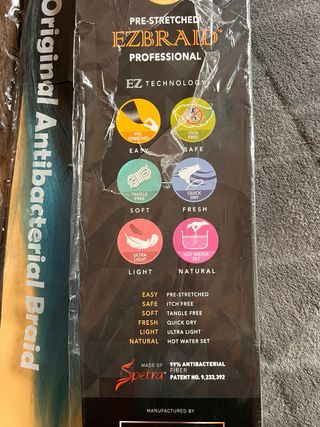 Original Antibacterial Braid
PRE-STRETCHED
EZBRAID™
PROFESSIONAL
EZ TECHNOLOGY
PRE STRETCHED
EASY
ITCH FREE
SAFE
TANGLE FREE
SOFT
QUICK DRY
FRESH
ULTRA LIGHT
LIGHT
HOT WATER SET
NATURAL
EASY PRE-STRETCHED
SAFE ITCH FREE
SOFT TANGLE FREE
FRESH QUICK DRY
LIGHT ULTRA LIGHT
NATURAL HOT WATER SET
MADE OF
Spetra
99% ANTIBACTERIAL
FIBER
PATENT NO. 9,233,392
MANUFACTURED BY